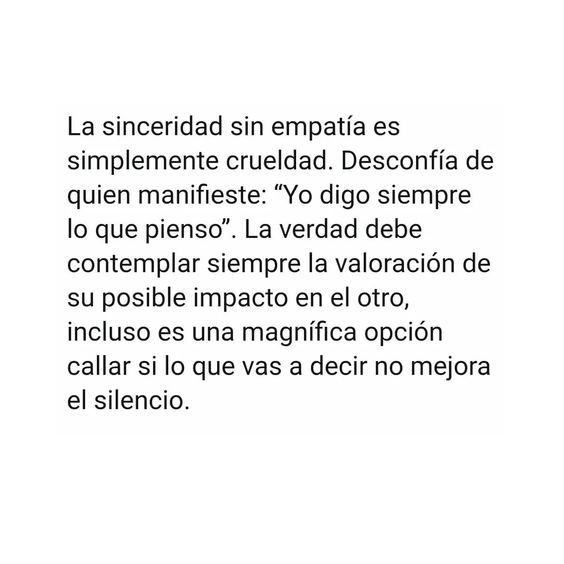 La sinceridad sin empatía es
simplemente crueldad. Desconfía de
quien manifieste: “Yo digo siempre
lo que pienso”. La verdad debe
contemplar siempre la valoración de
su posible impacto en el otro,
incluso es una magnífica opción
callar si lo que vas a decir no mejora
el silencio.